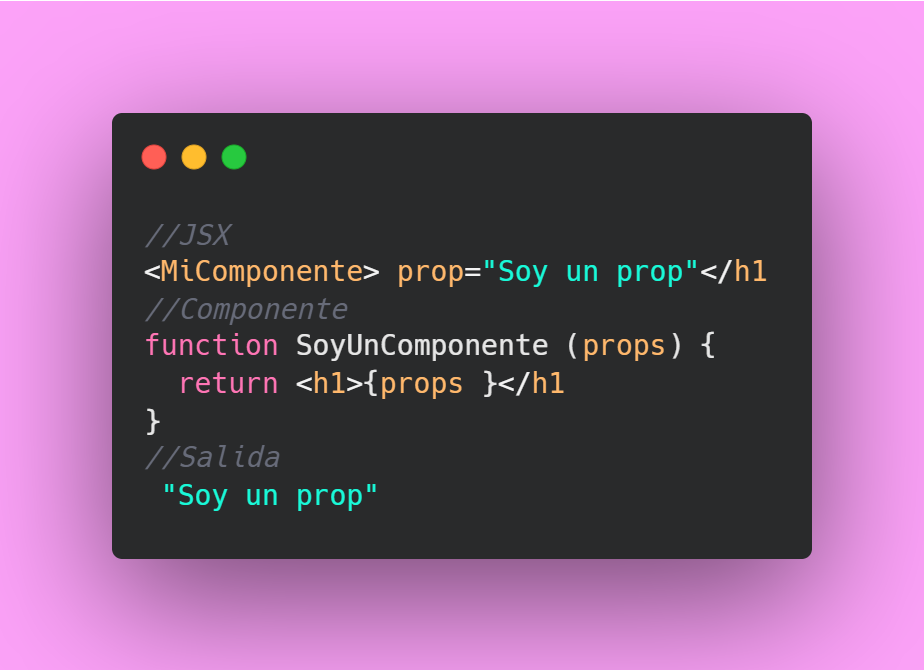 //JSX
<MiComponente> prop="Soy un prop"</h1
//Componente
function SoyUnComponente (props) {
  return <h1>{props }</h1
}
//Salida
 "Soy un prop"